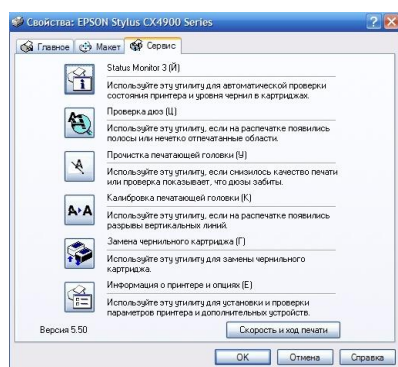 Свойства: EPSON Stylus CX4900 Series
Главное Макет Сервис
Status Monitor 3 (Й)
Используйте эту утилиту для автоматической проверки
состояния принтера и уровня чернил в картриджах.
Проверка дюз (Ц)
Используйте эту утилиту, если на распечатке появились
полосы или нечетко отпечатанные области.
Прочистка печатающей головки (У)
Используйте эту утилиту, если снизилось качество печати
или проверка показывает, что дюзы забиты.
Калибровка печатающей головки (К)
Используйте эту утилиту, если на распечатке появились
разрывы вертикальных линий.
Замена чернильного картриджа (Г)
Используйте эту утилиту для замены чернильного
картриджа.
Информация о принтере и опциях (Е)
Используйте эту утилиту для установки и проверки
параметров принтера и дополнительных устройств.
Версия 5.50
Скорость и ход печати
ОК Отмена Справка